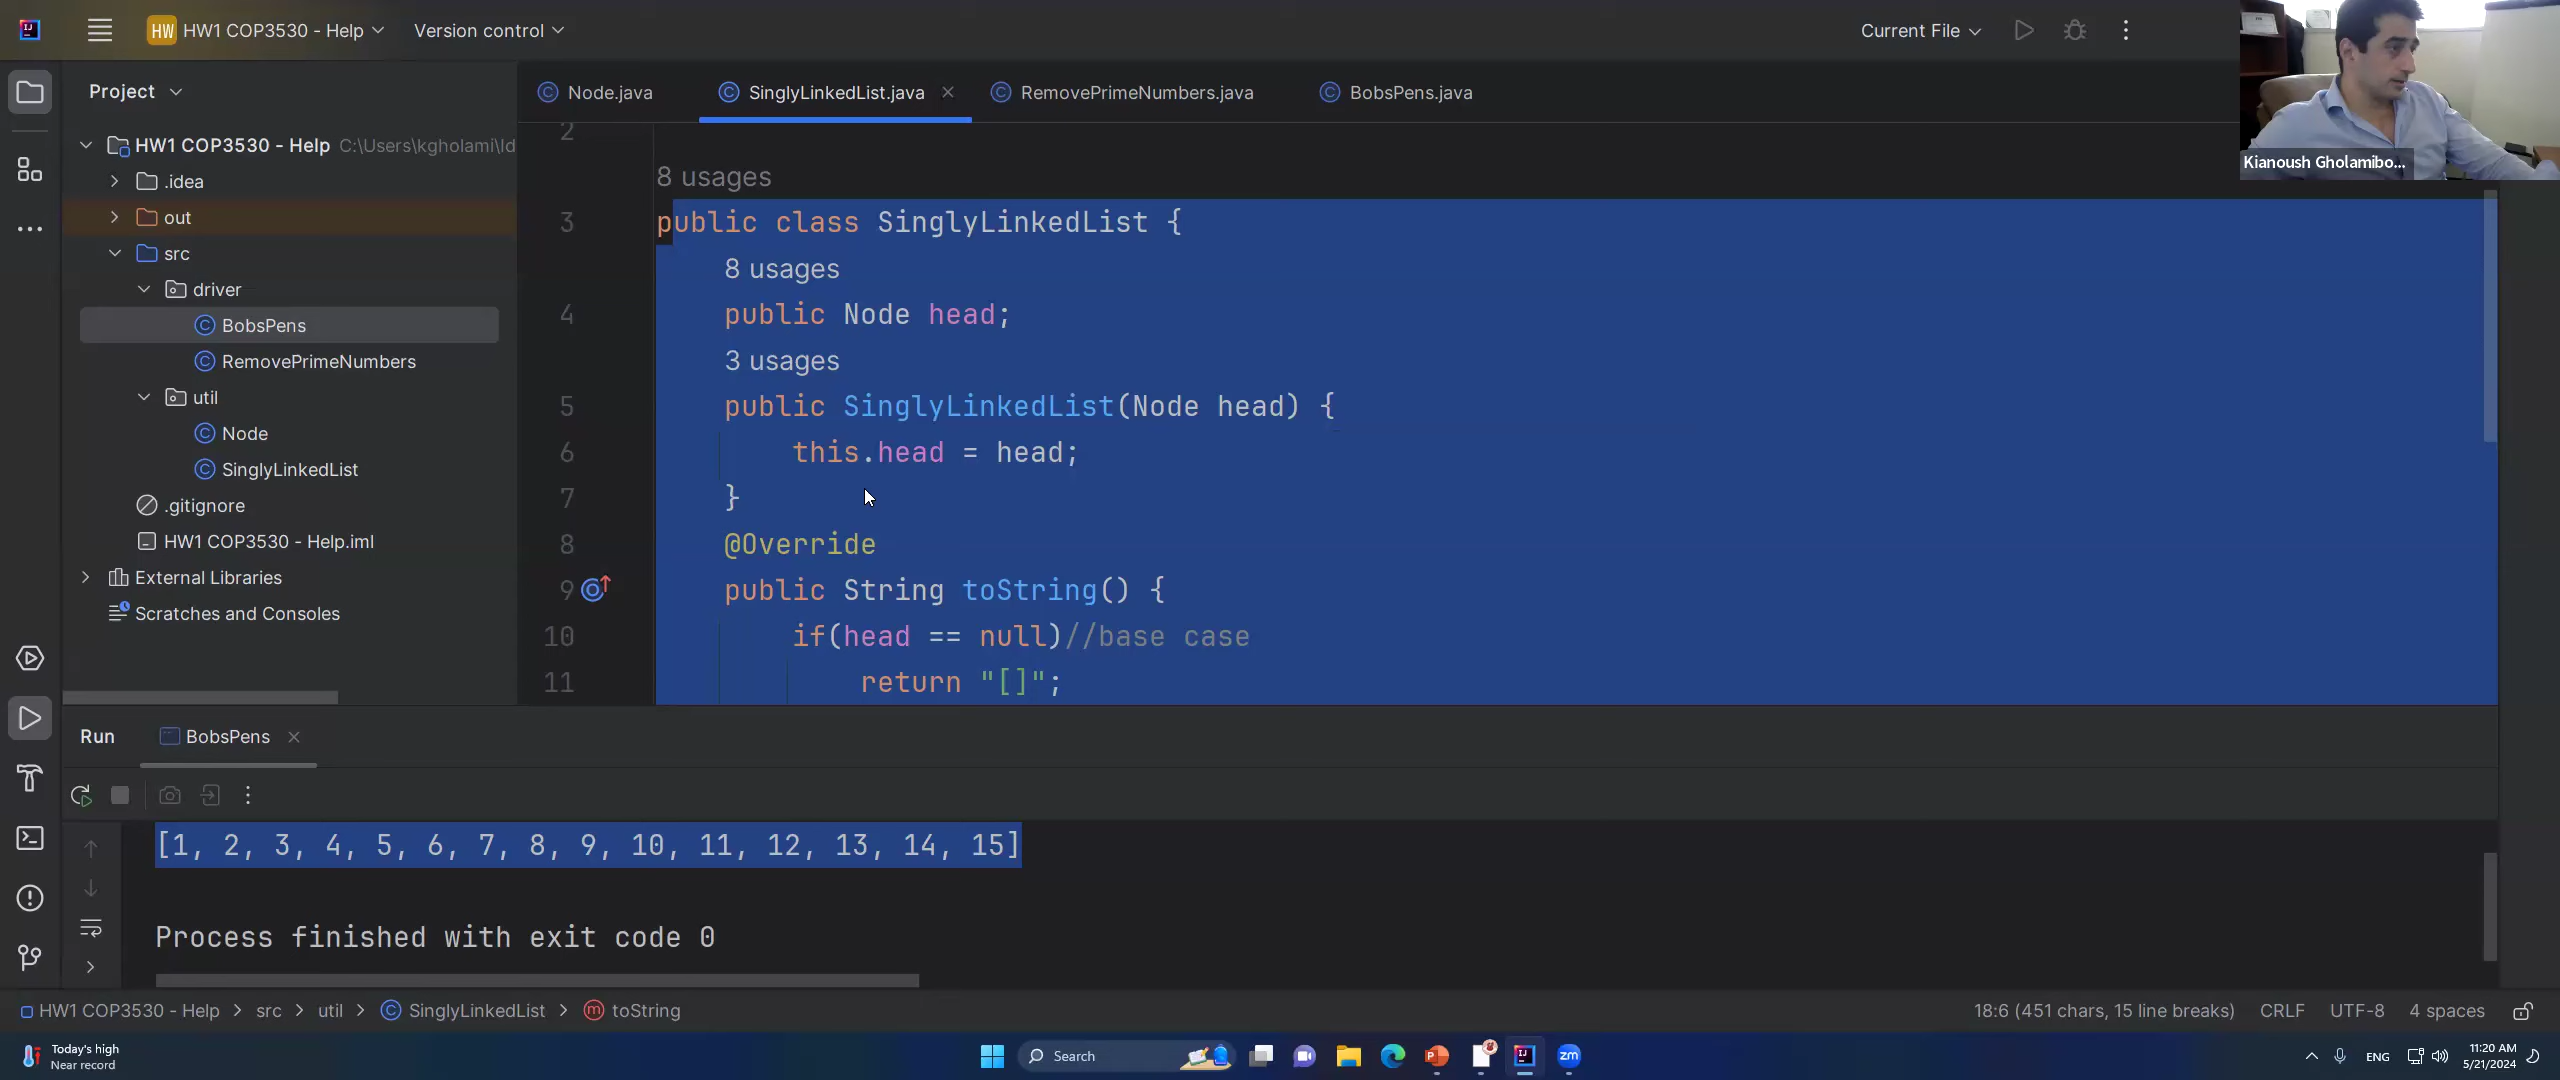 HW HW1 COP3530 - Help Version control Current File
Kianoush Gholamibo...
Project
HW1 COP3530 - Help C:\Users\kgholami\Id
.idea
out
src
driver
BobsPens
RemovePrimeNumbers
util
Node
SinglyLinkedList
.gitignore
HW1 COP3530 - Help.iml
External Libraries
Scratches and Consoles
Node.java SinglyLinkedList.java RemovePrimeNumbers.java BobsPens.java
2
8 usages
3 public class SinglyLinkedList {
8 usages
4 public Node head;
3 usages
5 public SinglyLinkedList(Node head) {
6 this.head = head;
7 }
8 @Override
9 public String toString() {
10 if(head == null)//base case
11 return "[]";
Run BobsPens
[1, 2, 3, 4, 5, 6, 7, 8, 9, 10, 11, 12, 13, 14, 15]
Process finished with exit code 0
HW1 COP3530 - Help > src > util > SinglyLinkedList > toString 18:6 (451 chars, 15 line breaks) CRLF UTF-8 4 spaces
Today's high
Near record
Search
zm
ENG
11:20 AM
5/21/2024